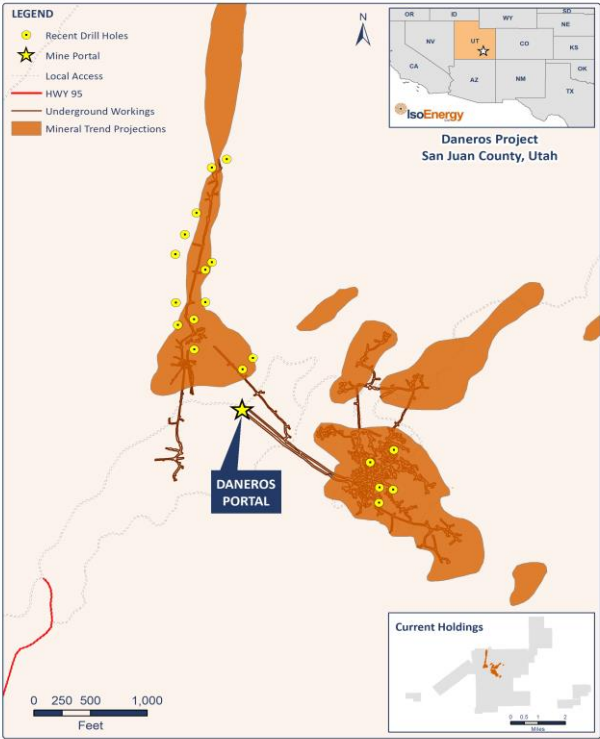 LEGEND
Recent Drill Holes
Mine Portal
Local Access
HWY 95
Underground Workings
Mineral Trend Projections
N
OR
ID
WY
SD
NE
NV
UT
CO
KS
CA
AZ
NM
OK
TX
IsoEnergy
Daneros Project
San Juan County, Utah
DANEROS
PORTAL
Current Holdings
0 0.5 1 2
Miles
0 250 500 1,000
Feet